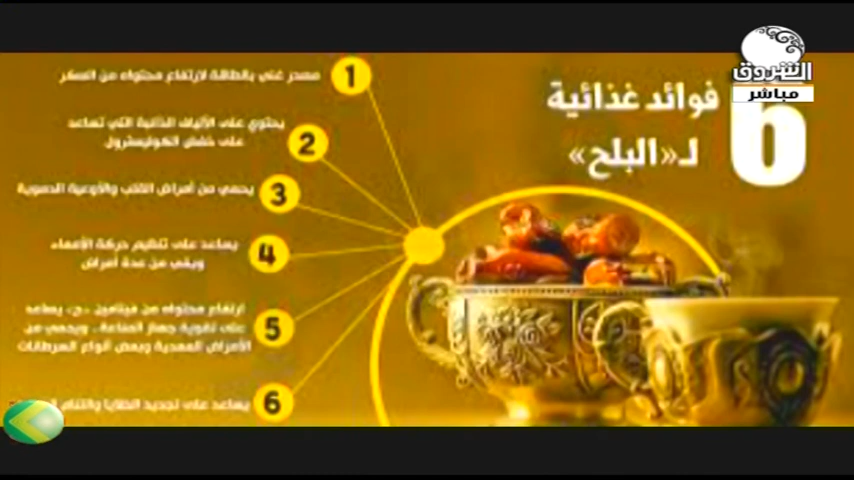 الشروق
مباشر
6
فوائد غذائية
لـ«البلح»
1
مصدر غني بالطاقة لارتفاع محتواه من السكر
2
يحتوي على الألياف الذائبة التي تساعد
على خفض الكوليسترول
3
يحمي من أمراض القلب والأوعية الدموية
4
يساعد على تنظيم حركة الأمعاء
ويقي من عدة أمراض
5
ارتفاع محتواه من فيتامين «ج» يساعد
على تقوية جهاز المناعة، ويحمي من
الأمراض المعدية وبعض أنواع السرطانات
6
يساعد على تجديد الخلايا والتئام